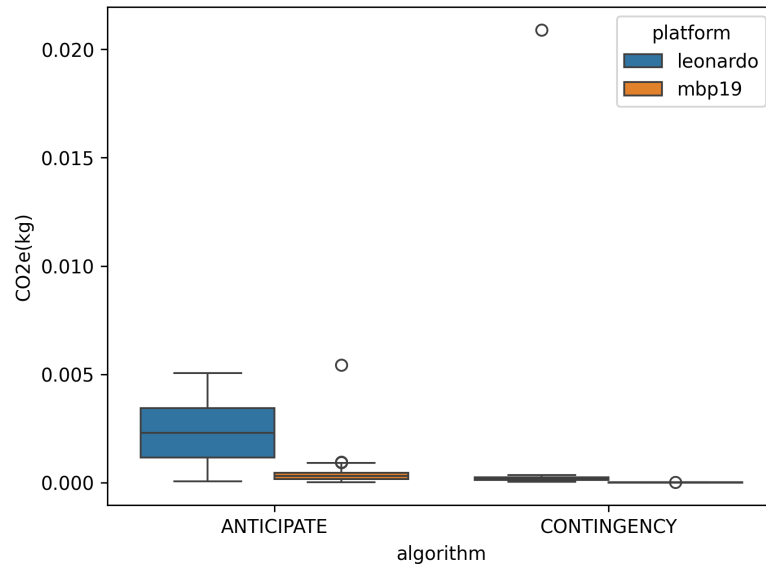 platform
leonardo
mbp19
CO2e(kg)
0.020
0.015
0.010
0.005
0.000
ANTICIPATE
CONTINGENCY
algorithm